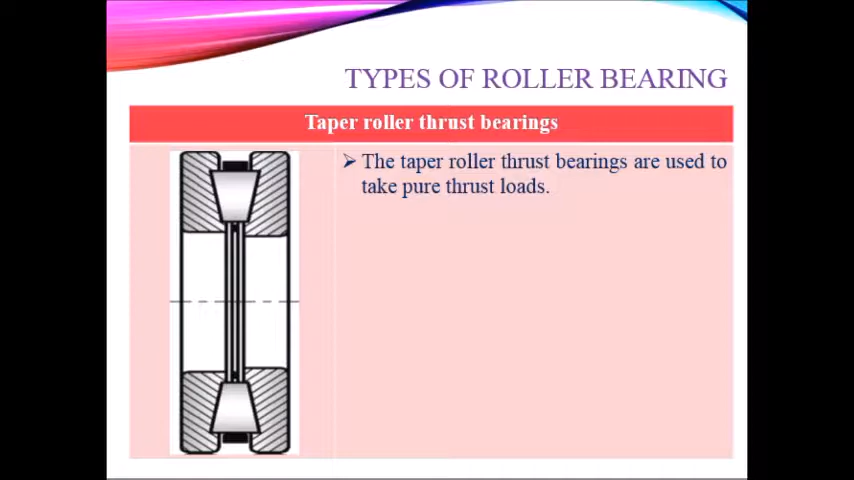 TYPES OF ROLLER BEARING
Taper roller thrust bearings
➢ The taper roller thrust bearings are used to
take pure thrust loads.